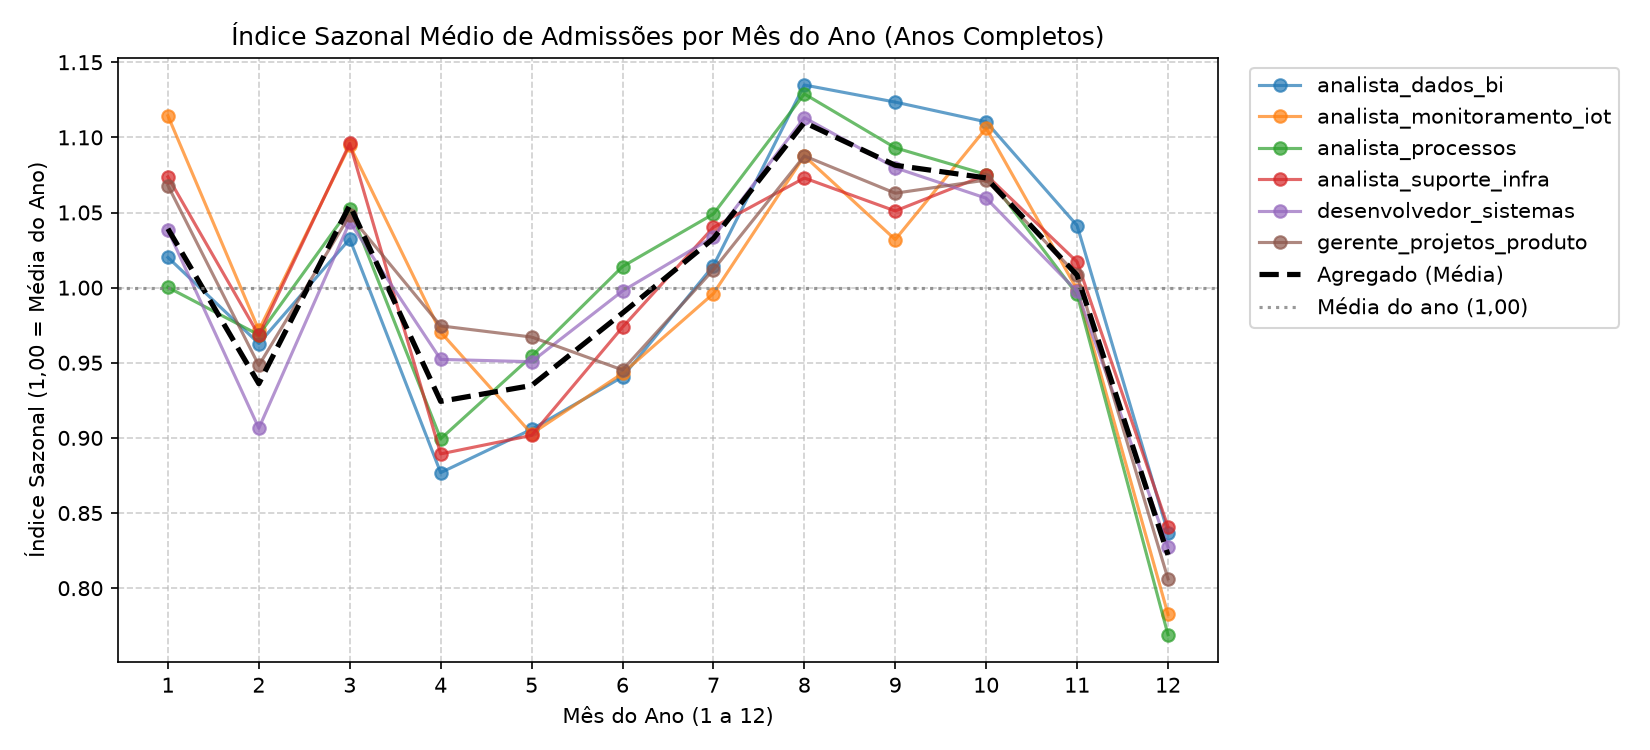 Índice Sazonal Médio de Admissões por Mês do Ano (Anos Completos)
Índice Sazonal (1,00 = Média do Ano)
1.15
1.10
1.05
1.00
0.95
0.90
0.85
0.80
1 2 3 4 5 6 7 8 9 10 11 12
Mês do Ano (1 a 12)
analista_dados_bi
analista_monitoramento_iot
analista_processos
analista_suporte_infra
desenvolvedor_sistemas
gerente_projetos_produto
Agregado (Média)
Média do ano (1,00)